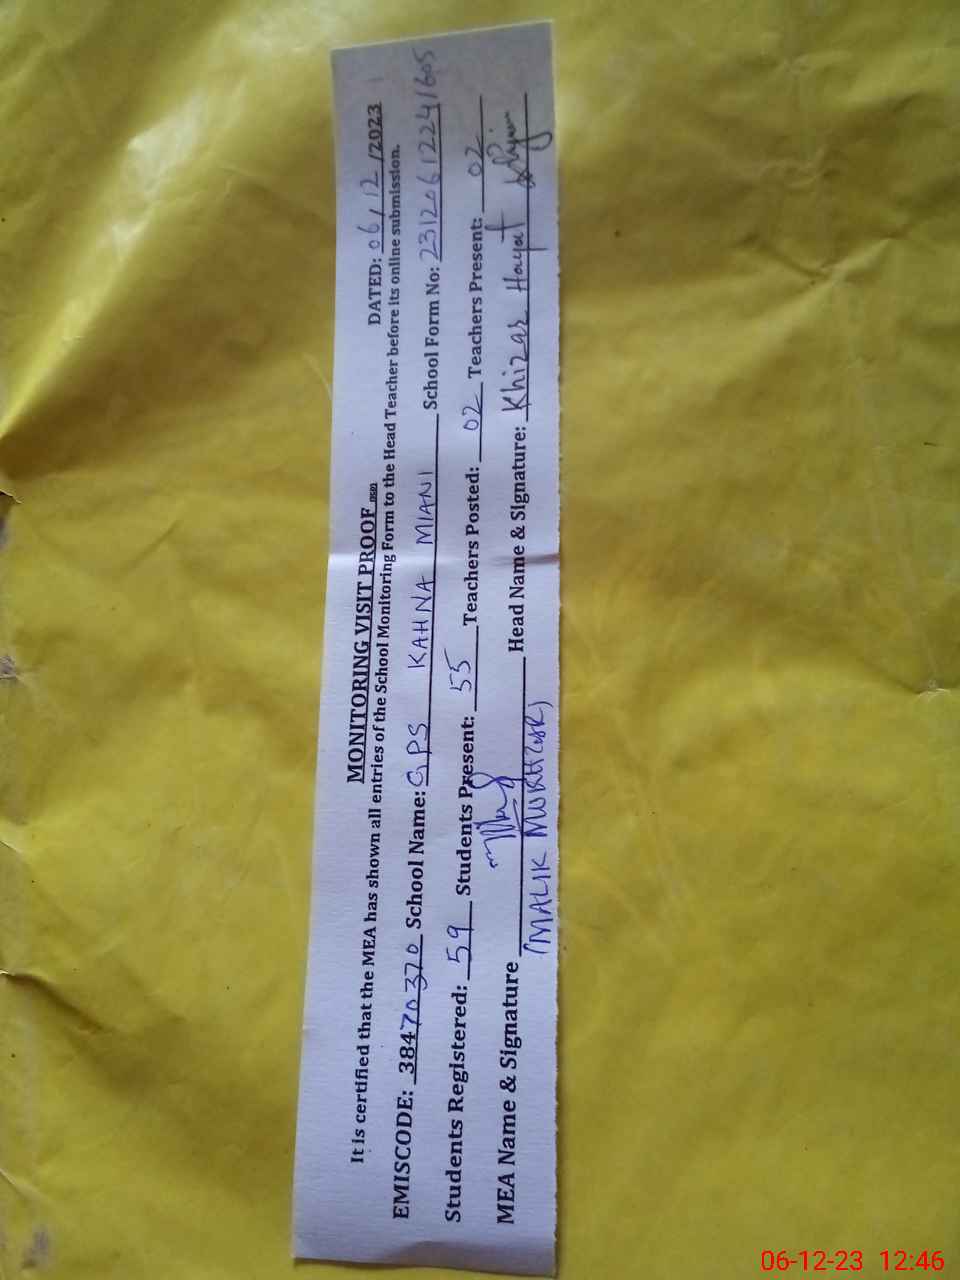 MONITORING VISIT PROOF
DATED: 06/12/2023
It is certified that the MEA has shown all entries of the School Monitoring Form to the Head Teacher before its online submission.
EMISCODE: 38470370 School Name: GPS KAHNA MIANI School Form No: 231206122241605
Students Registered: 59 Students Present: 55 Teachers Posted: 02 Teachers Present: 02
MEA Name & Signature Head Name & Signature: Khizar Hayat
(MALIK
06-12-23 12:46